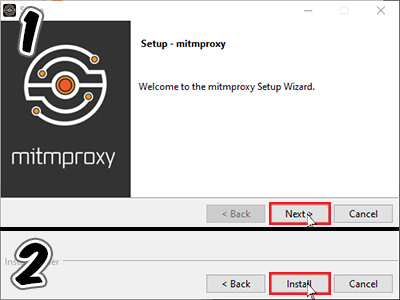 1
Setup - mitmproxy
Welcome to the mitmproxy Setup Wizard.
mitmproxy
< Back Next > Cancel
2
< Back Install Cancel